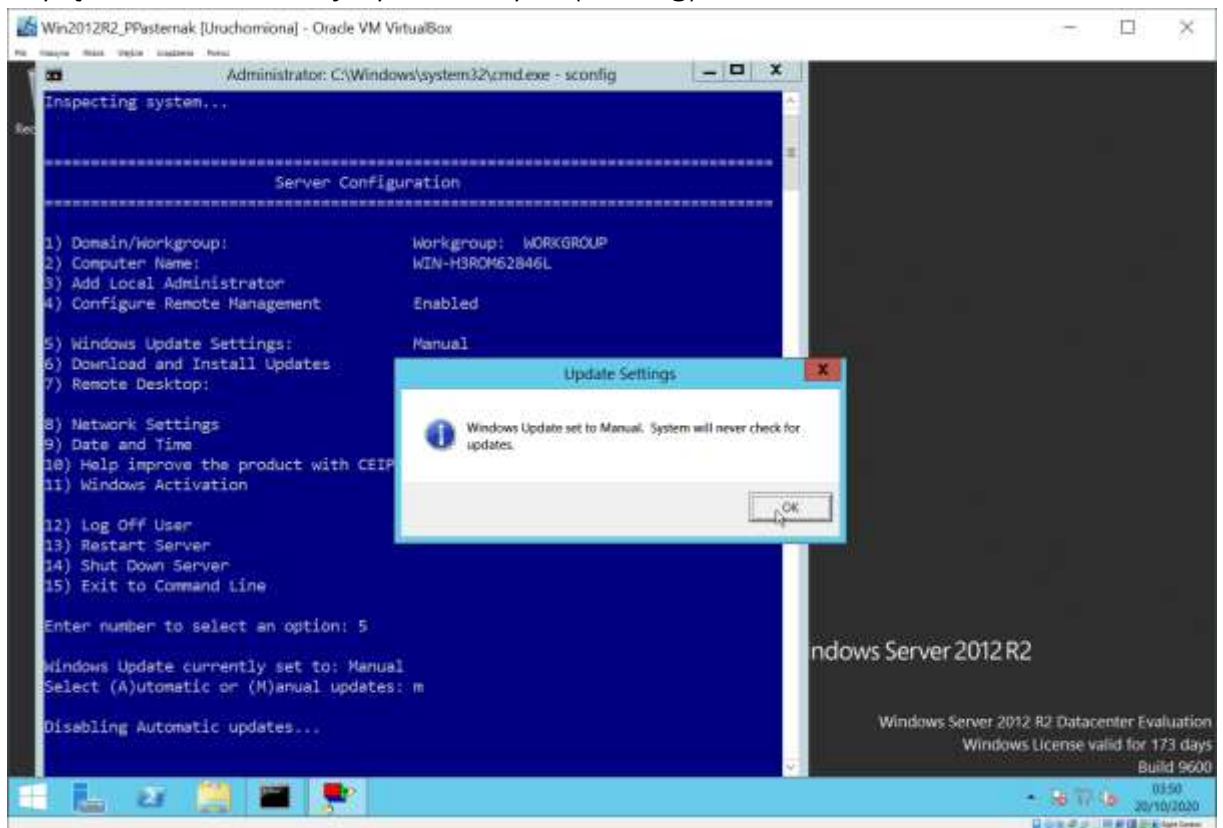 Win2012R2_PPasternak [Uruchomiona] - Oracle VM VirtualBox
Administrator: C:\Windows\system32\cmd.exe - sconfig
Inspecting system...
Server Configuration
1) Domain/Workgroup: Workgroup: WORKGROUP
2) Computer Name: WIN-H3ROM62846L
3) Add Local Administrator
4) Configure Remote Management Enabled
5) Windows Update Settings: Manual
6) Download and Install Updates
7) Remote Desktop:
8) Network Settings
9) Date and Time
10) Help improve the product with CEIP
11) Windows Activation
12) Log Off User
13) Restart Server
14) Shut Down Server
15) Exit to Command Line
Enter number to select an option: 5
Windows Update currently set to: Manual
Select (A)utomatic or (M)anual updates: m
Disabling Automatic updates...
Update Settings
Windows Update set to Manual. System will never check for
updates.
OK
ndows Server 2012 R2
Windows Server 2012 R2 Datacenter Evaluation
Windows License valid for 173 days
Build 9600
03:50
20/10/2020